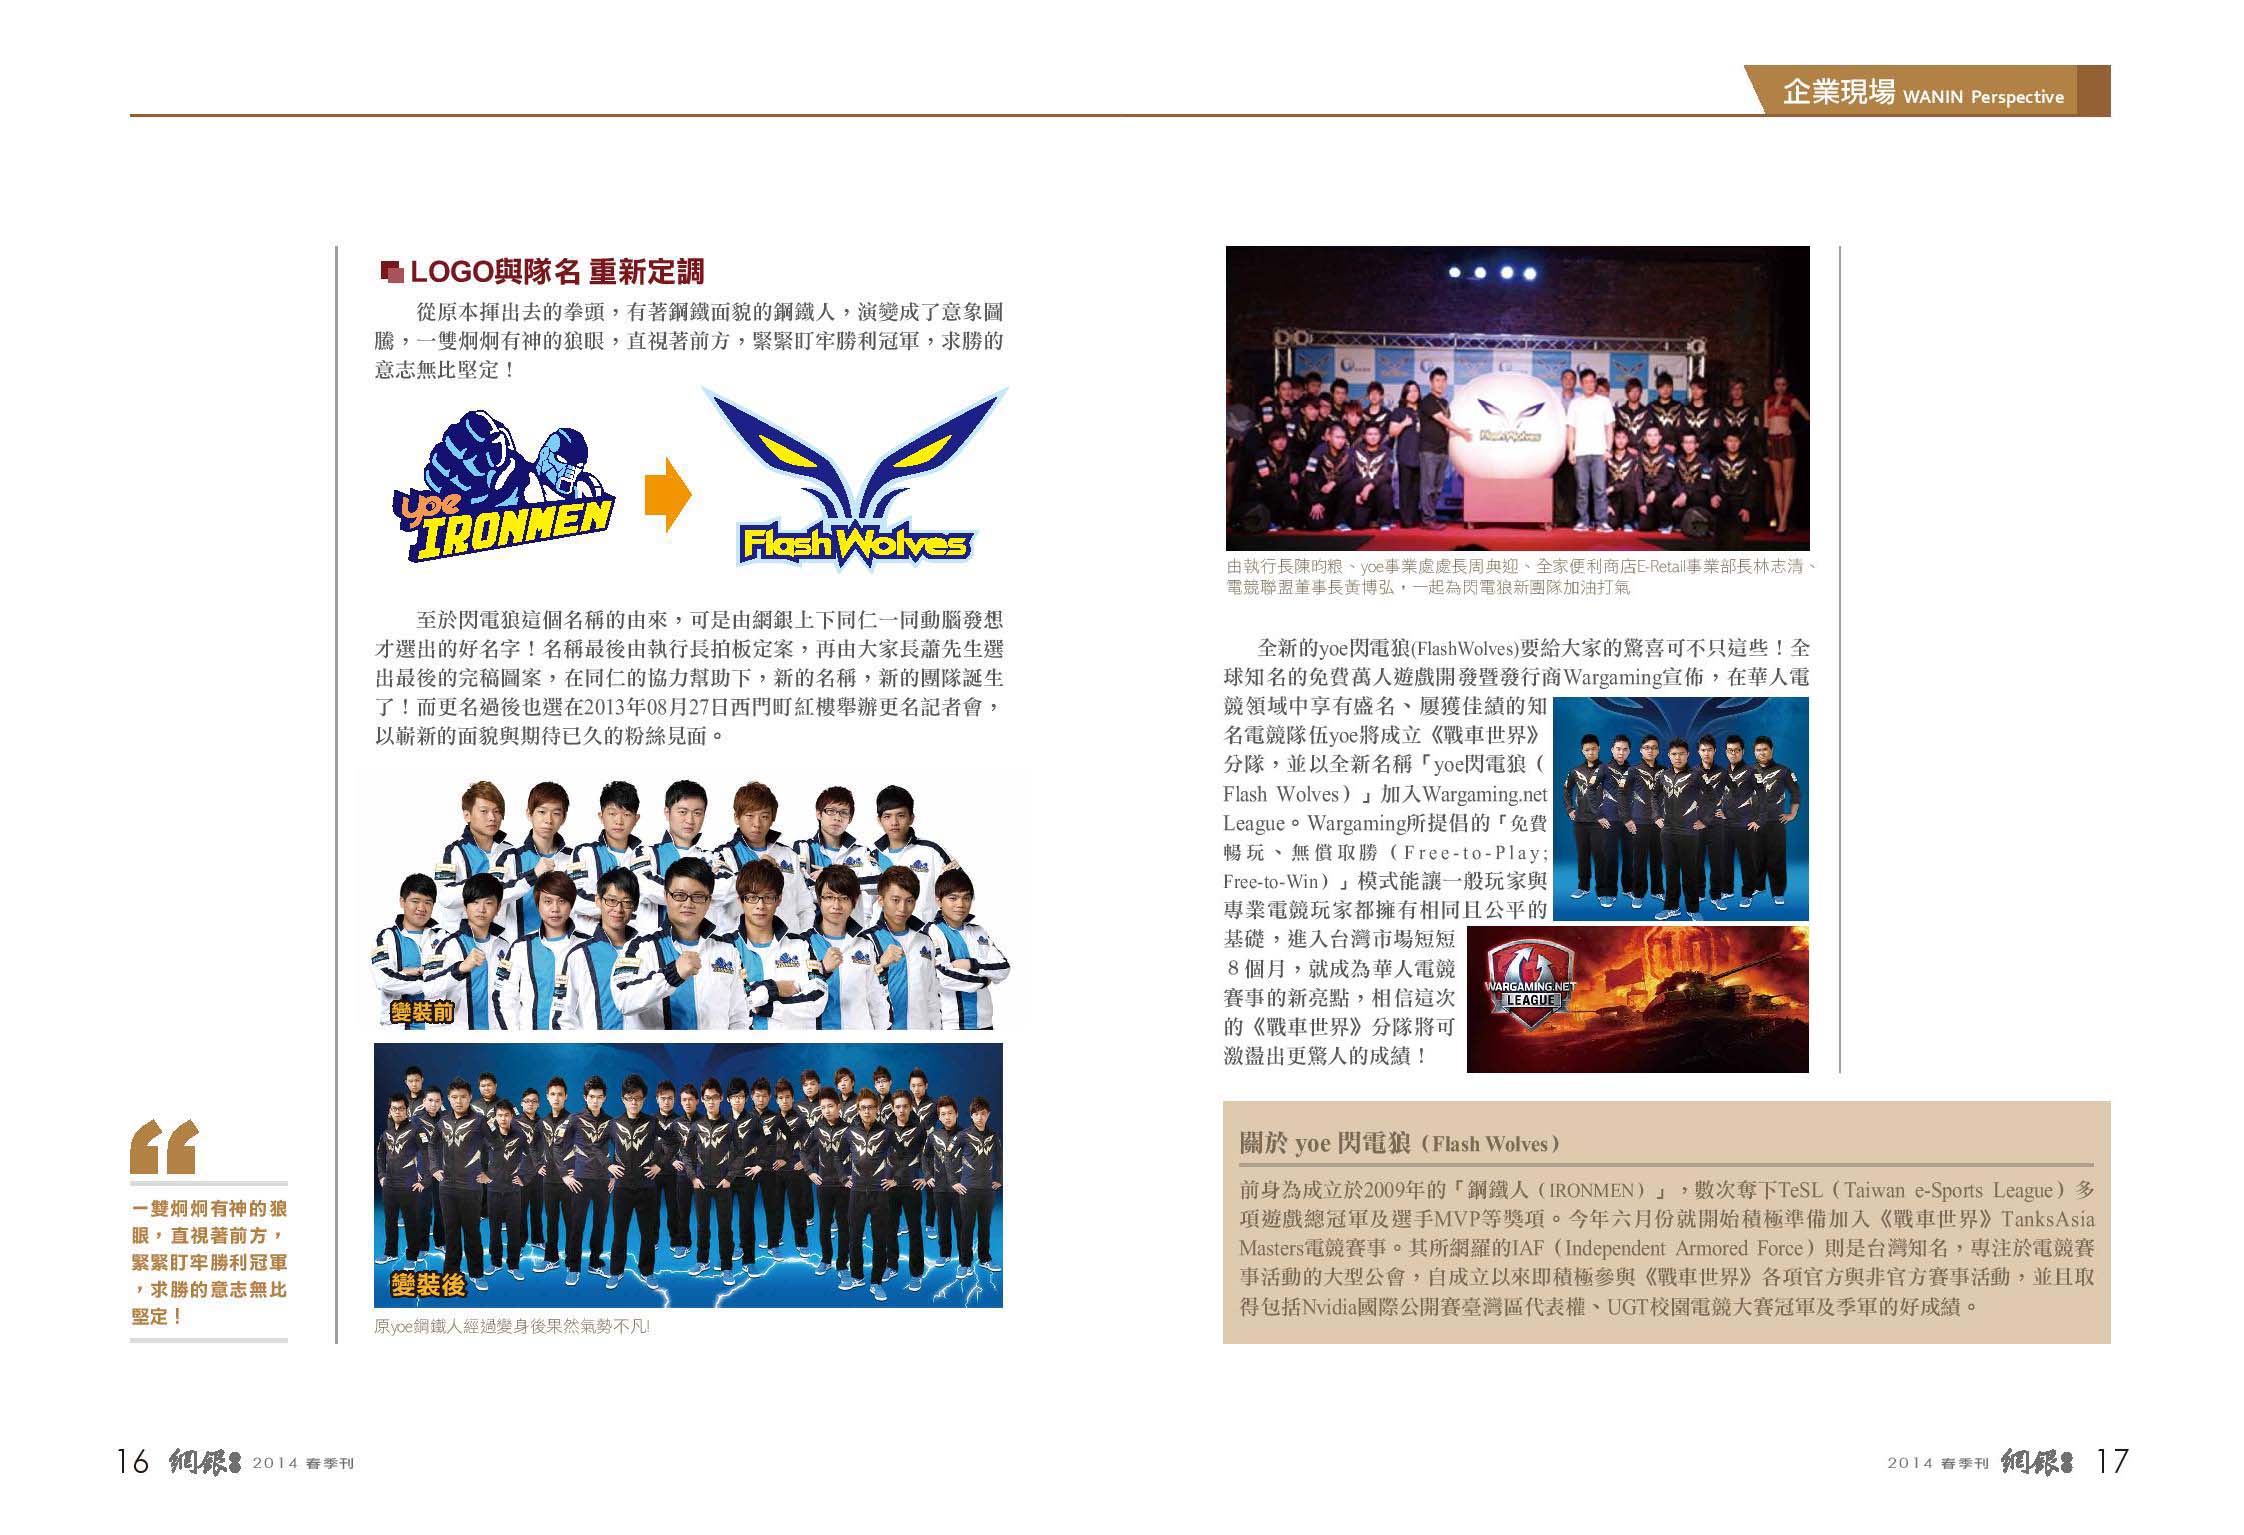 企業現場 WANIN Perspective
LOGO與隊名 重新定調
從原本揮出去的拳頭，有著鋼鐵面貌的鋼鐵人，演變成了意象圖
騰，一雙炯炯有神的狼眼，直視著前方，緊緊盯牢勝利冠軍，求勝的
意志無比堅定！
yoe
IRONMEN
Flash Wolves
至於閃電狼這個名稱的由來，可是由網銀上下同仁一同動腦發想
才選出的好名字！名稱最後由執行長拍板定案，再由大家長蕭先生選
出最後的完稿圖案，在同仁的協力幫助下，新的名稱，新的團隊誕生
了！而更名過後也選在2013年08月27日西門町紅樓舉辦更名記者會，
以嶄新的面貌與期待已久的粉絲見面。
變裝前
變裝後
原yoe鋼鐵人經過變身後果然氣勢不凡!
一雙炯炯有神的狼
眼，直視著前方，
緊緊盯牢勝利冠軍
，求勝的意志無比
堅定！
16 網銀 2014 春季刊
Flash Wolves
由執行長陳昀粮、yoe事業處處長周典迎、全家便利商店E-Retail事業部長林志清、
電競聯盟董事長黃博弘，一起為閃電狼新團隊加油打氣
全新的yoe閃電狼(FlashWolves)要給大家的驚喜可不只這些！全
球知名的免費萬人遊戲開發暨發行商Wargaming宣佈，在華人電
競領域中享有盛名、屢獲佳績的知
名電競隊伍yoe將成立《戰車世界》
分隊，並以全新名稱「yoe閃電狼（
Flash Wolves）」加入Wargaming.net
League。Wargaming所提倡的「免費
暢玩、無償取勝（Free-to-Play;
Free-to-Win）」模式能讓一般玩家與
專業電競玩家都擁有相同且公平的
基礎，進入台灣市場短短
８個月，就成為華人電競
賽事的新亮點，相信這次
的《戰車世界》分隊將可
激盪出更驚人的成績！
WARGAMING.NET
LEAGUE
關於 yoe 閃電狼（Flash Wolves）
前身為成立於2009年的「鋼鐵人（IRONMEN）」，數次奪下TeSL（Taiwan e-Sports League）多
項遊戲總冠軍及選手MVP等獎項。今年六月份就開始積極準備加入《戰車世界》TanksAsia
Masters電競賽事。其所網羅的IAF（Independent Armored Force）則是台灣知名，專注於電競賽
事活動的大型公會，自成立以來即積極參與《戰車世界》各項官方與非官方賽事活動，並且取
得包括Nvidia國際公開賽臺灣區代表權、UGT校園電競大賽冠軍及季軍的好成績。
2014 春季刊 網銀 17